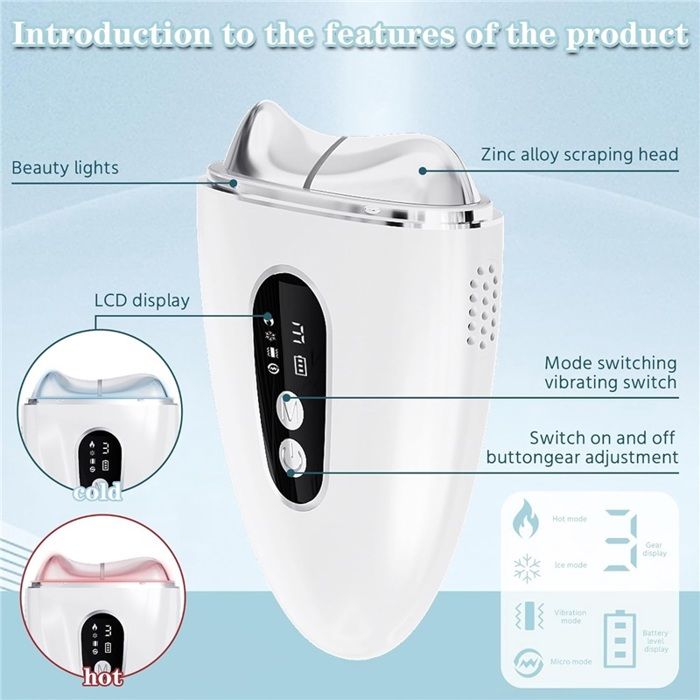 Introduction to the features of the product
Beauty lights
Zinc alloy scraping head
LCD display
Mode switching
vibrating switch
Switch on and off
buttongear adjustment
M
cold
hot
Hot mode
Gear
display
Ice mode
Vibration
mode
Battery
level
display
Micro mode